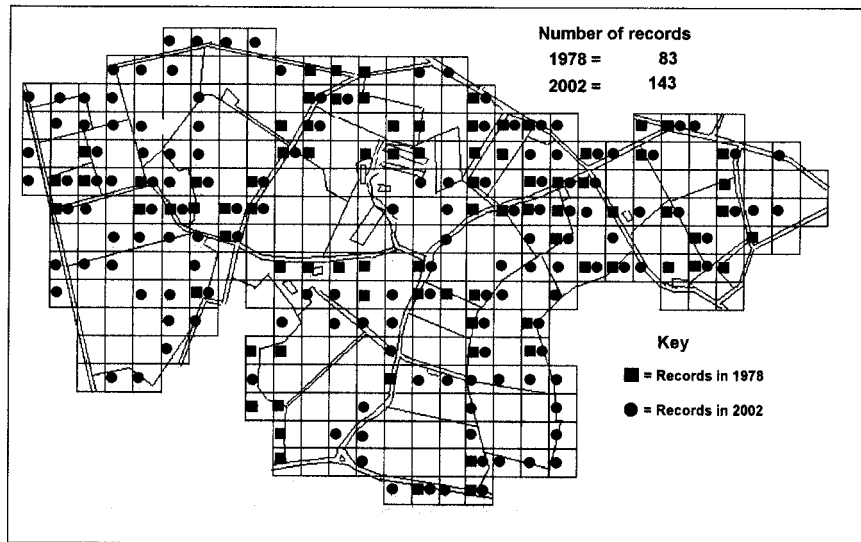 Number of records
1978 = 83
2002 = 143
Key
= Records in 1978
= Records in 2002